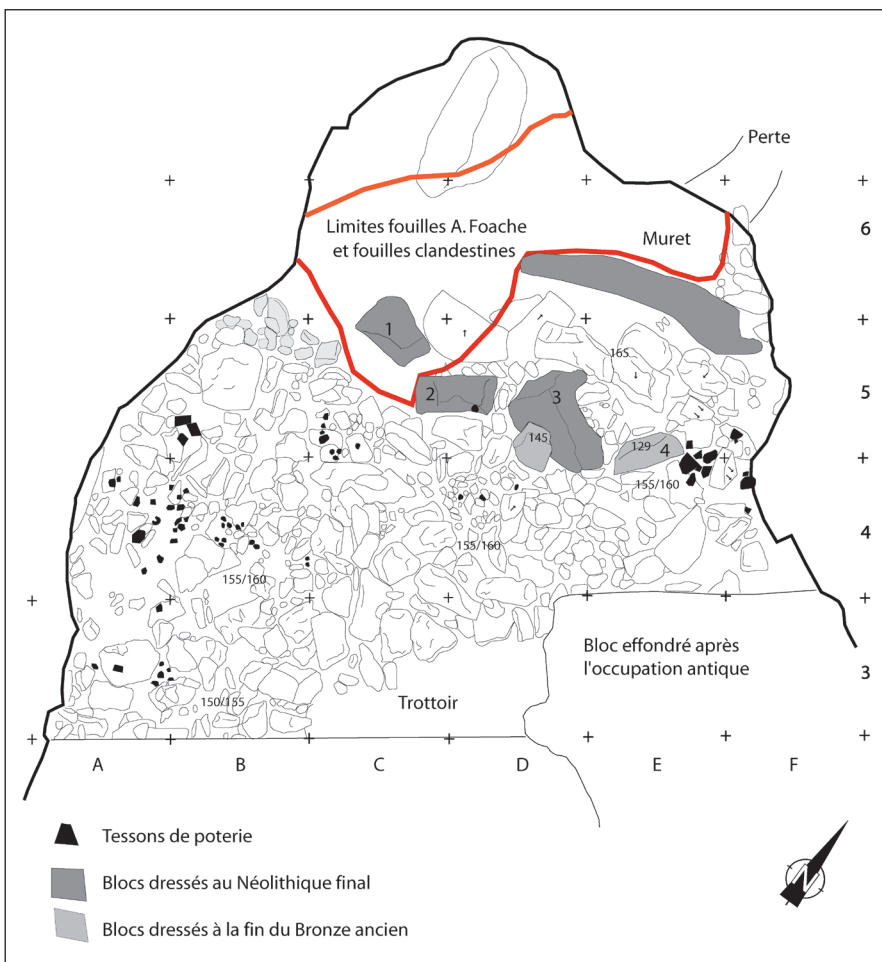 Perte
6
Limites fouilles A. Foache
et fouilles clandestines
Muret
1
165
2
3
5
145
129
4
155/160
155/160
4
155/160
Bloc effondré après
l'occupation antique
3
150/155
Trottoir
A
B
C
D
E
F
Tessons de poterie
N
Blocs dressés au Néolithique final
Blocs dressés à la fin du Bronze ancien